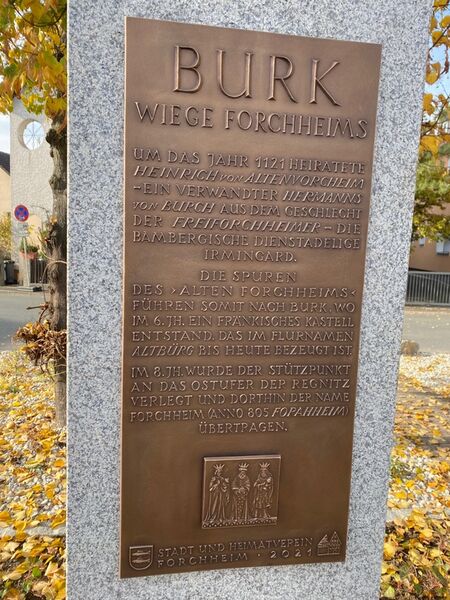 BURK
WIEGE FORCHHEIMS
UM DAS JAHR 1121 HEIRATETE
HEINRICH VON ALTENVORCHEIM
– EIN VERWANDTER HERMANNS
VON BURCH AUS DEM GESCHLECHT
DER FREIFORCHHEIMER – DIE
BAMBERGISCHE DIENSTADELIGE
IRMINGARD.
DIE SPUREN
DES ›ALTEN FORCHHEIMS‹
FÜHREN SOMIT NACH BURK, WO
IM 6. JH. EIN FRÄNKISCHES KASTELL
ENTSTAND, DAS IM FLURNAMEN
ALTBÜRG BIS HEUTE BEZEUGT IST.
IM 8. JH. WURDE DER STÜTZPUNKT
AN DAS OSTUFER DER REGNITZ
VERLEGT UND DORTHIN DER NAME
FORCHHEIM (ANNO 805 FORAHHEIM)
ÜBERTRAGEN.
STADT UND HEIMATVEREIN
FORCHHEIM · 2021